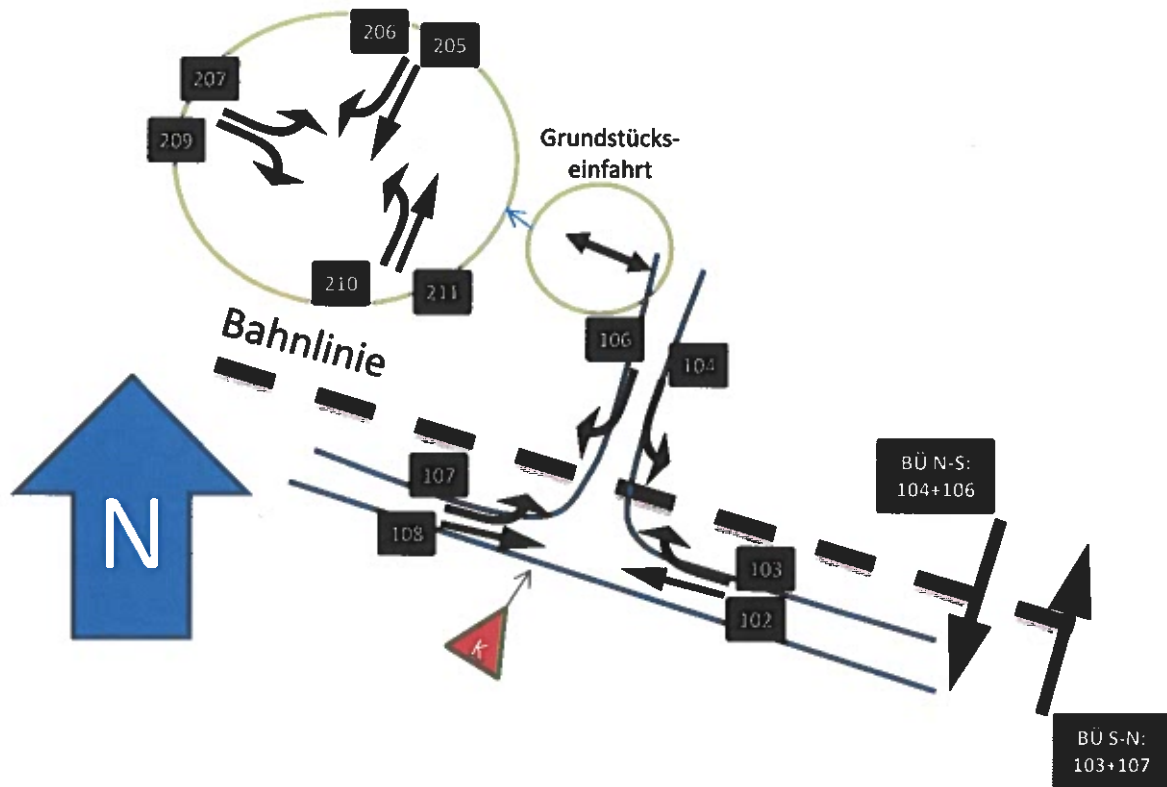 206
205
207
209
Grundstücks-
einfahrt
210
211
Bahnlinie
106
104
N
107
108
103
102
K
BÜ N-S:
104+106
BÜ S-N:
103+107